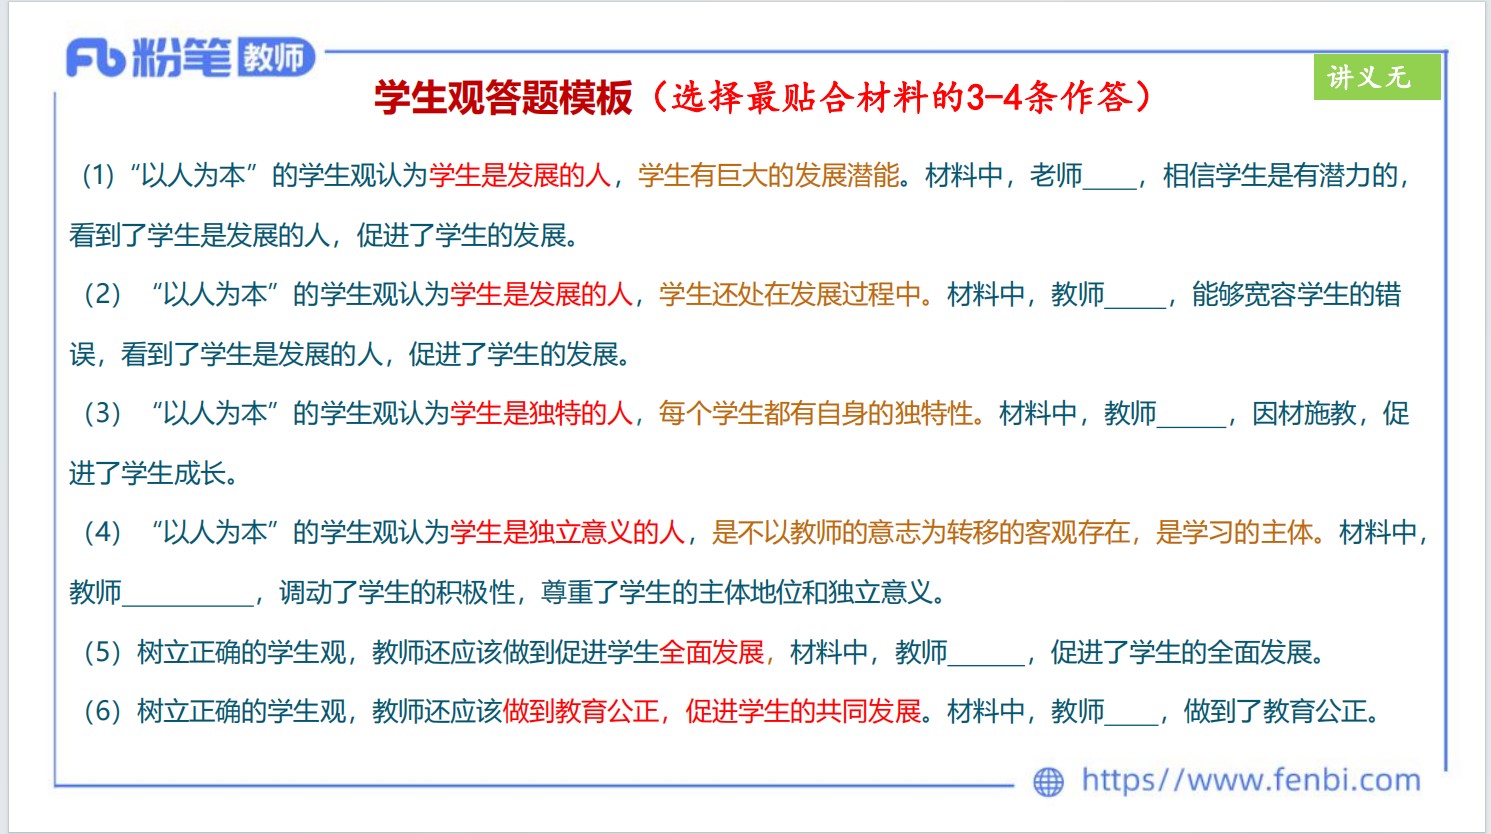 粉笔教师
讲义无
学生观答题模板（选择最贴合材料的3-4条作答）
（1）“以人为本”的学生观认为学生是发展的人，学生有巨大的发展潜能。材料中，老师____，相信学生是有潜力的，
看到了学生是发展的人，促进了学生的发展。
（2）“以人为本”的学生观认为学生是发展的人，学生还处在发展过程中。材料中，教师_____，能够宽容学生的错
误，看到了学生是发展的人，促进了学生的发展。
（3）“以人为本”的学生观认为学生是独特的人，每个学生都有自身的独特性。材料中，教师_____，因材施教，促
进了学生成长。
（4）“以人为本”的学生观认为学生是独立意义的人，是不以教师的意志为转移的客观存在，是学习的主体。材料中，
教师__________，调动了学生的积极性，尊重了学生的主体地位和独立意义。
（5）树立正确的学生观，教师还应该做到促进学生全面发展，材料中，教师______，促进了学生的全面发展。
（6）树立正确的学生观，教师还应该做到教育公正，促进学生的共同发展。材料中，教师____，做到了教育公正。
https//www.fenbi.com